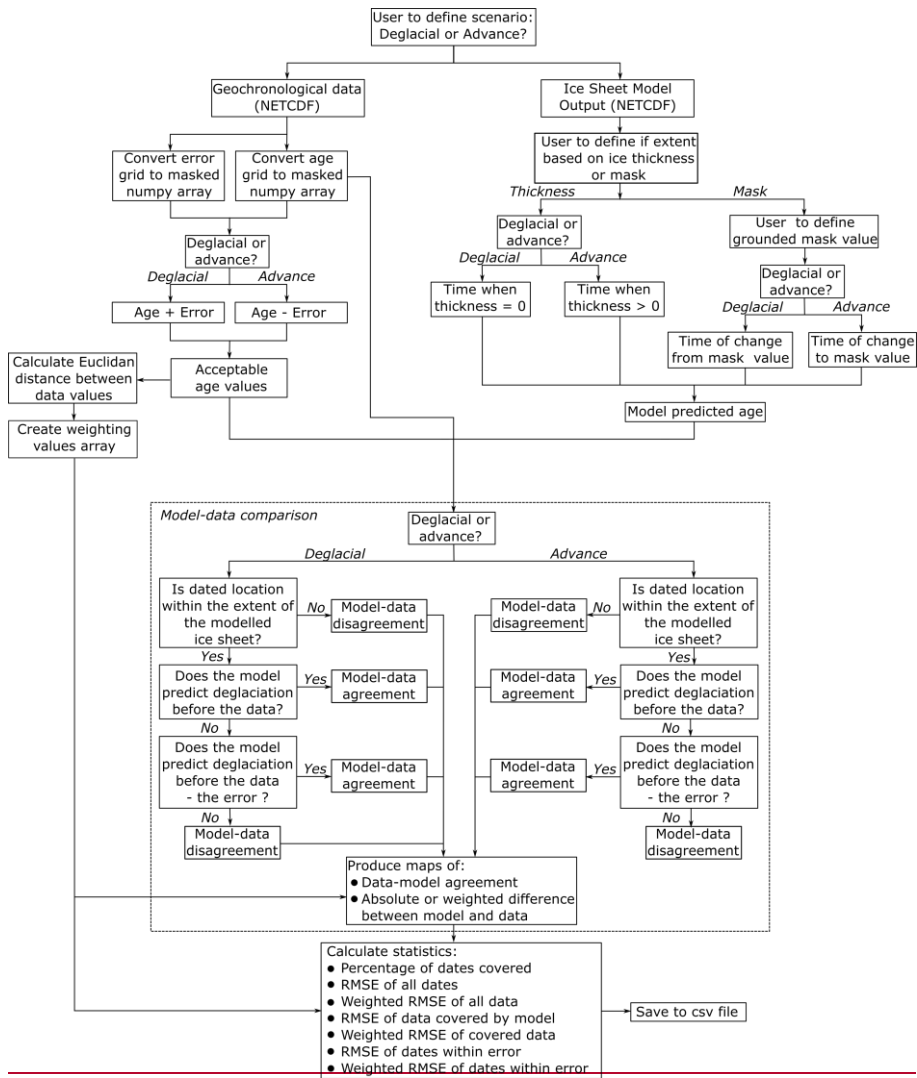 User to define scenario:
Deglacial or Advance?
Geochronological data
(NETCDF)
Ice Sheet Model
Output (NETCDF)
Convert error
grid to masked
numpy array
Convert age
grid to masked
numpy array
User to define if extent
based on ice thickness
or mask
Thickness
Mask
Deglacial or
advance?
Deglacial
Advance
Age + Error
Age - Error
Deglacial or
advance?
Deglacial
Advance
Time when
thickness = 0
Time when
thickness > 0
User to define
grounded mask value
Deglacial or
advance?
Deglacial
Advance
Time of change
from mask value
Time of change
to mask value
Calculate Euclidan
distance between
data values
Acceptable
age values
Create weighting
values array
Model predicted age
Model-data comparison
Deglacial or
advance?
Deglacial
Advance
Is dated location
within the extent of
the modelled
ice sheet?
No
Model-data
disagreement
Yes
Does the model
predict deglaciation
before the data?
Yes
Model-data
agreement
No
Does the model
predict deglaciation
before the data
- the error ?
Yes
Model-data
agreement
No
Model-data
disagreement
Is dated location
within the extent of
the modelled
ice sheet?
No
Model-data
disagreement
Yes
Does the model
predict deglaciation
before the data?
Yes
Model-data
agreement
No
Does the model
predict deglaciation
before the data
- the error ?
Yes
Model-data
agreement
No
Model-data
disagreement
Produce maps of:
● Data-model agreement
● Absolute or weighted difference
between model and data
Calculate statistics:
● Percentage of dates covered
● RMSE of all dates
● Weighted RMSE of all data
● RMSE of data covered by model
● Weighted RMSE of covered data
● RMSE of dates within error
● Weighted RMSE of dates within error
Save to csv file